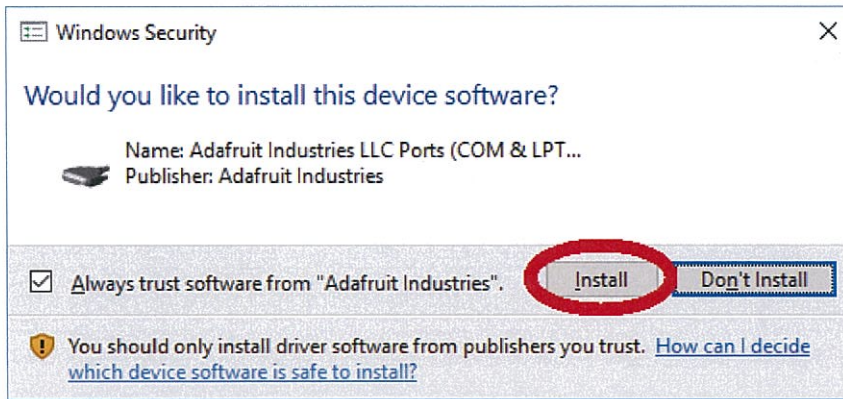 Windows Security
Would you like to install this device software?
Name: Adafruit Industries LLC Ports (COM & LPT...
Publisher: Adafruit Industries
Always trust software from "Adafruit Industries".
Install
Don't Install
You should only install driver software from publishers you trust. How can I decide
which device software is safe to install?